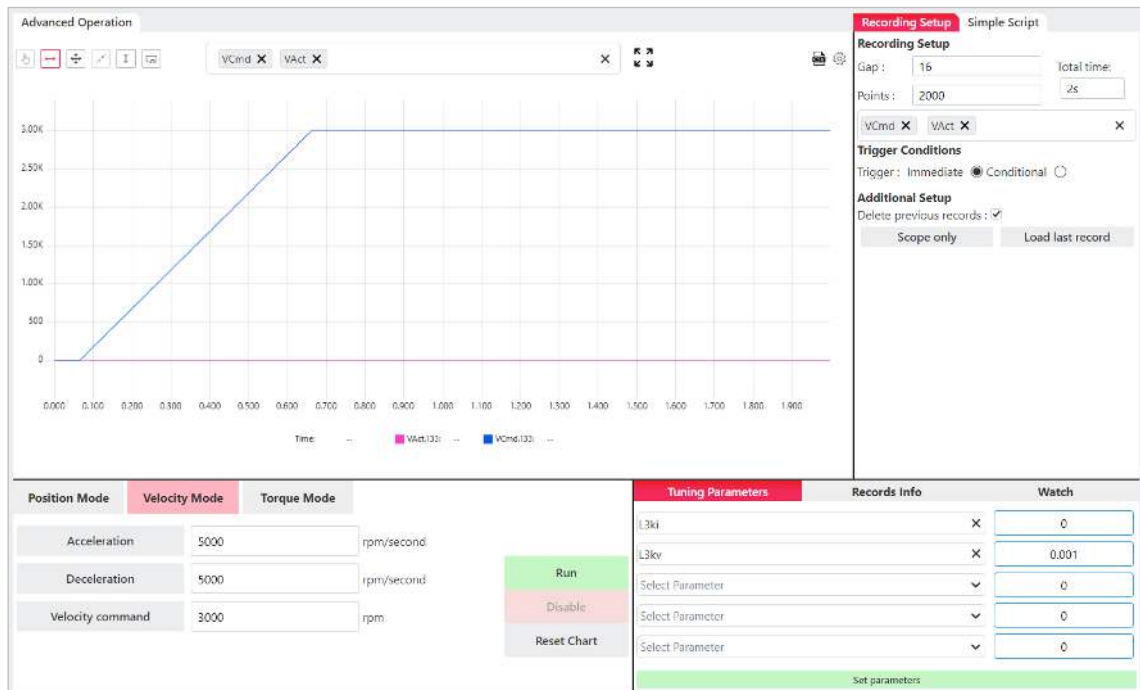 Advanced Operation
VCmd X VAct X X
3.00K
2.50K
2.00K
1.50K
1.00K
500
0
0.000 0.100 0.200 0.300 0.400 0.500 0.600 0.700 0.800 0.900 1.000 1.100 1.200 1.300 1.400 1.500 1.600 1.700 1.800 1.900
Time: -- VAct.133: -- VCmd.133: --
Recording Setup Simple Script
Recording Setup
Gap : 16 Total time:
2s
Points : 2000
VCmd X VAct X X
Trigger Conditions
Trigger : Immediate Conditional
Additional Setup
Delete previous records :
Scope only Load last record
Position Mode Velocity Mode Torque Mode
Acceleration 5000 rpm/second
Deceleration 5000 rpm/second
Velocity command 3000 rpm
Run
Disable
Reset Chart
Tuning Parameters Records Info Watch
L3ki X 0
L3kv X 0.001
Select Parameter 0
Select Parameter 0
Select Parameter 0
Set parameters